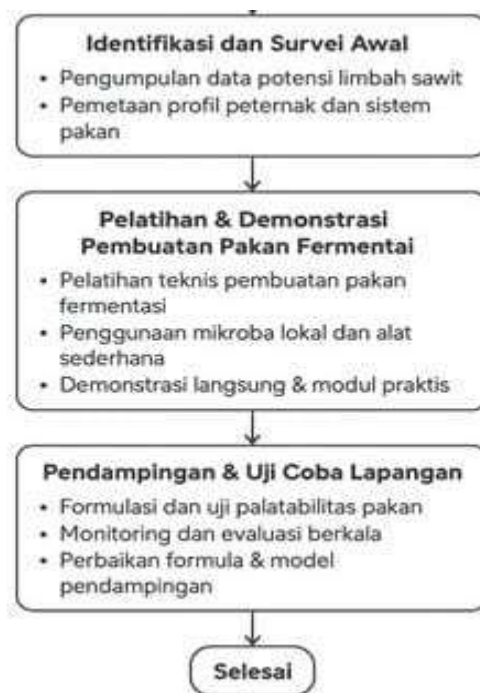 Identifikasi dan Survei Awal
• Pengumpulan data potensi limbah sawit
• Pemetaan profil peternak dan sistem
pakan
Pelatihan & Demonstrasi
Pembuatan Pakan Fermentai
• Pelatihan teknis pembuatan pakan
fermentasi
• Penggunaan mikroba lokal dan alat
sederhana
• Demonstrasi langsung & modul praktis
Pendampingan & Uji Coba Lapangan
• Formulasi dan uji palatabilitas pakan
• Monitoring dan evaluasi berkala
• Perbaikan formula & model
pendampingan
Selesai